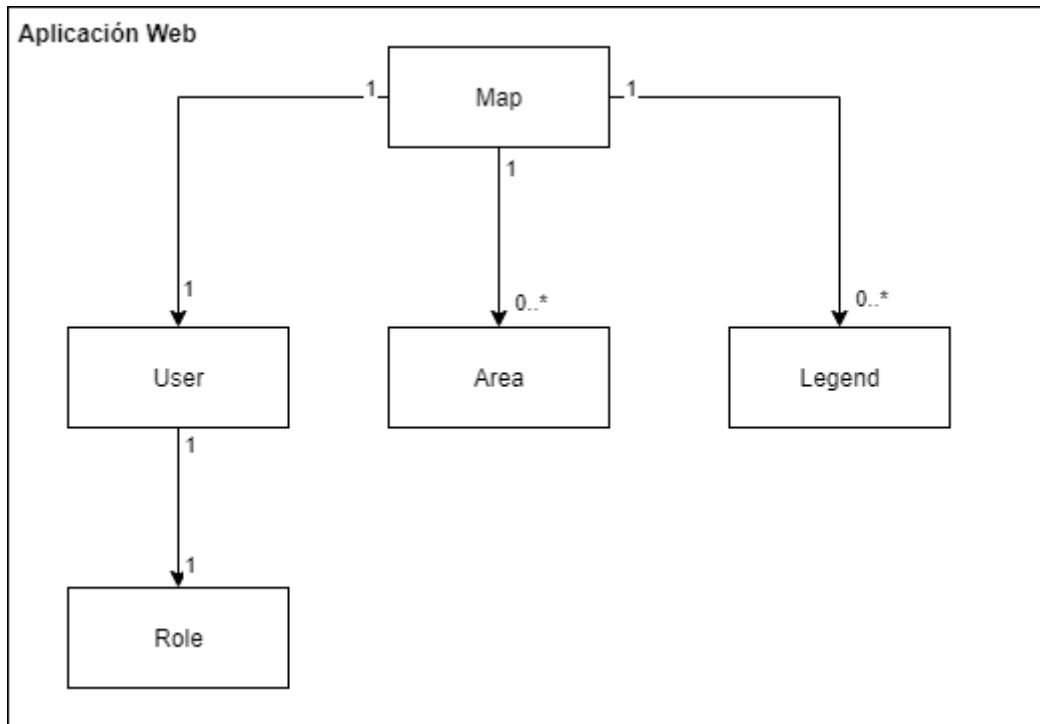 Aplicación Web
Map
1
1
1
1
0..*
0..*
User
Area
Legend
1
1
Role